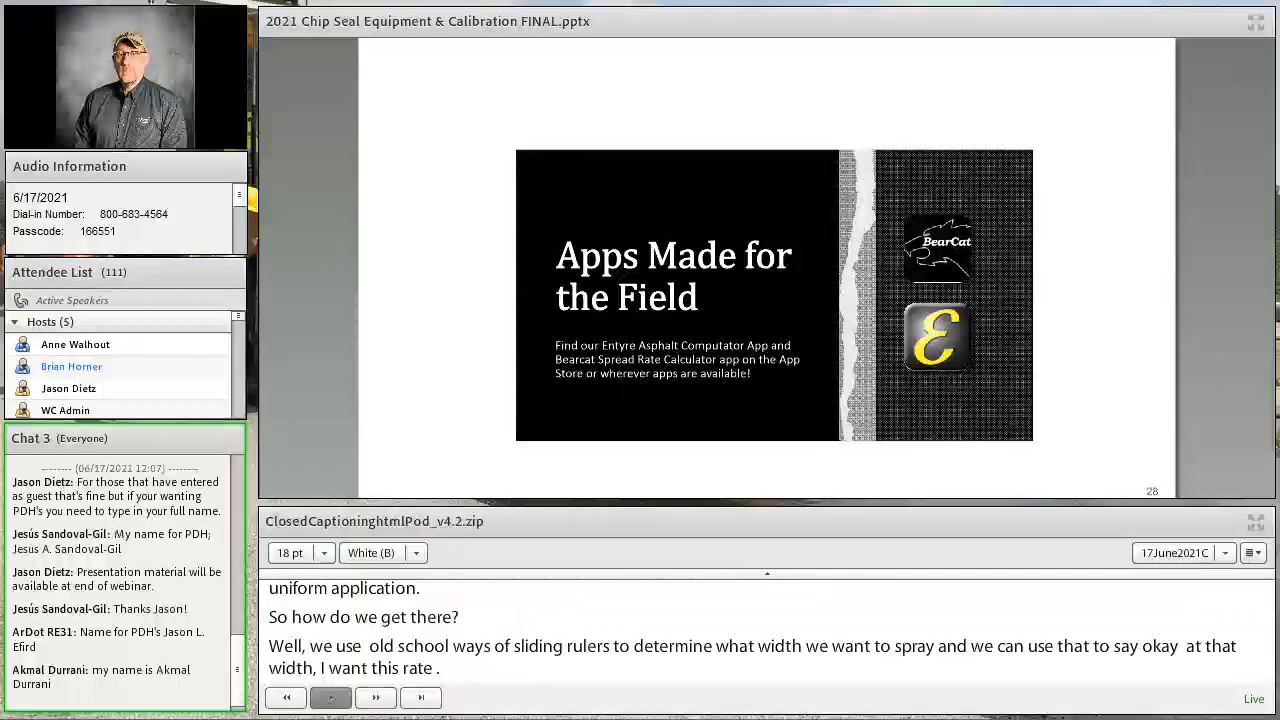 2021 Chip Seal Equipment & Calibration FINAL.pptx
Audio Information
6/17/2021
Dial-in Number: 800-683-4564
Passcode: 166551
Attendee List (111)
Active Speakers
Hosts (5)
Anne Walhout
Brian Horner
Jason Dietz
WC Admin
Chat 3 (Everyone)
-------- (06/17/2021 12:07) --------
Jason Dietz: For those that have entered
as guest that's fine but if your wanting
PDH's you need to type in your full name.
Jesús Sandoval-Gil: My name for PDH;
Jesus A. Sandoval-Gil
Jason Dietz: Presentation material will be
available at end of webinar.
Jesús Sandoval-Gil: Thanks Jason!
ArDot RE31: Name for PDH's Jason L.
Efird
Akmal Durrani: my name is Akmal
Durrani
Apps Made for
the Field
Find our Entyre Asphalt Computator App and
Bearcat Spread Rate Calculator app on the App
Store or wherever apps are available!
BearCat
E
28
ClosedCaptioninghtmlPod_v4.2.zip
18 pt
White (B)
17June2021C
uniform application.
So how do we get there?
Well, we use  old school ways of sliding rulers to determine what width we want to spray and we can use that to say okay  at that
width, I want this rate .
Live